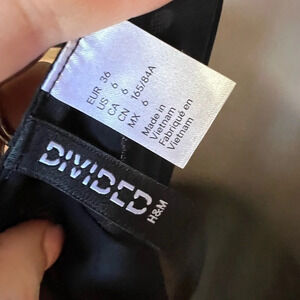 EUR 36
US 6
CA 6
CN 165/84A
MX 6
Made in
Vietnam
Fabriqué en
Vietnam
DIVIDED
H&M